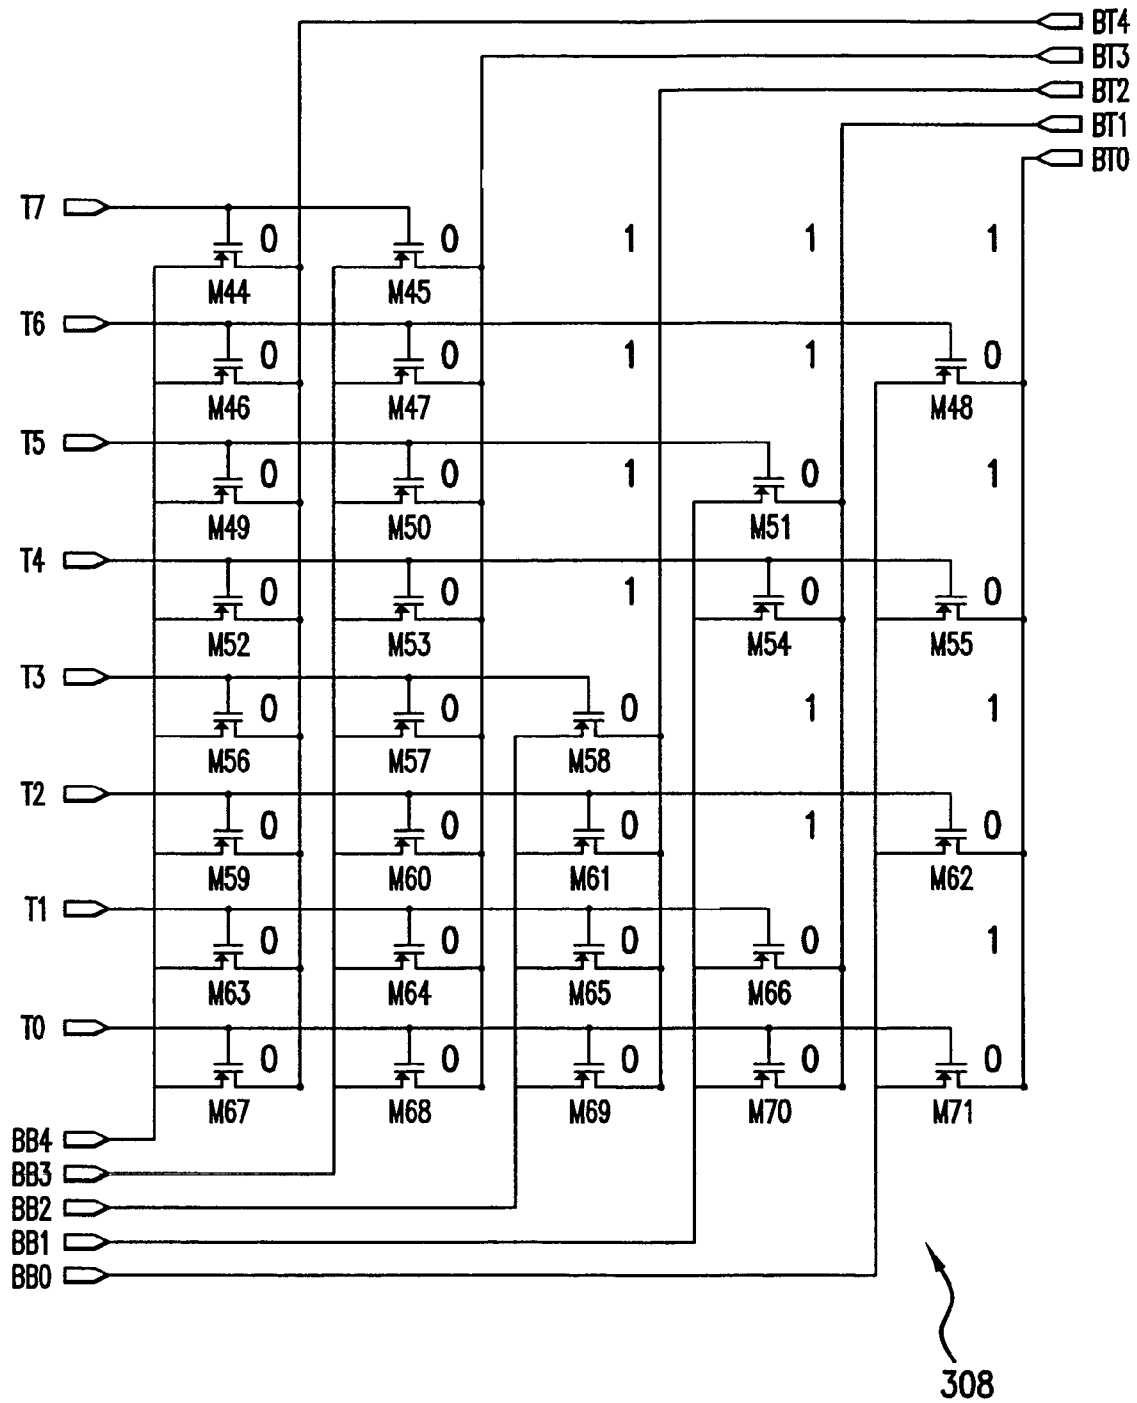 BT4
BT3
BT2
BT1
BT0
T7 0 0 1 1 1
M44 M45
T6 0 0 1 1 0
M46 M47 M48
T5 0 0 1 0 1
M49 M50 M51
T4 0 0 1 0 0
M52 M53 M54 M55
T3 0 0 0 1 1
M56 M57 M58
T2 0 0 0 1 0
M59 M60 M61 M62
T1 0 0 0 0 1
M63 M64 M65 M66
T0 0 0 0 0 0
M67 M68 M69 M70 M71
BB4
BB3
BB2
BB1
BB0
308